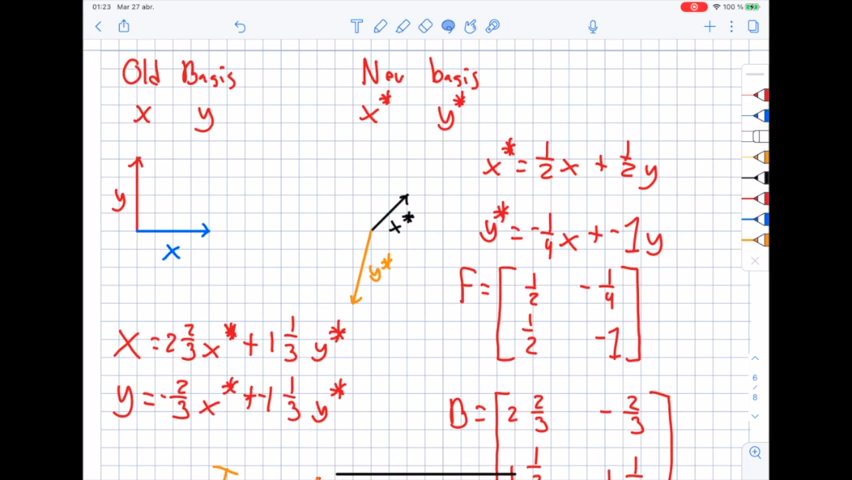 01:23 Mar 27 abr.
100 %
Old Basis
New basis
x y
x* y*
y
x
x*
y*
x* = 1/2 x + 1/2 y
y* = -1/4 x + -1 y
F = [ 1/2 -1/4
1/2 -1 ]
x = 2 2/3 x* + 1 1/3 y*
y = -2/3 x* + -1 1/3 y*
B = [ 2 2/3 -2/3
6
8